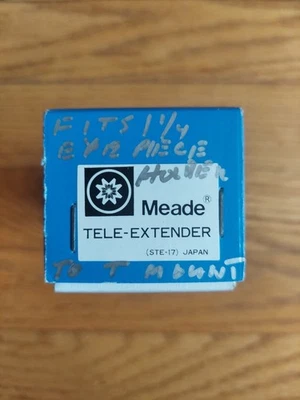 FITS 1 1/4
EYE PIECE
HOLDER
Meade®
TELE-EXTENDER
(STE-17) JAPAN
TO T MOUNT